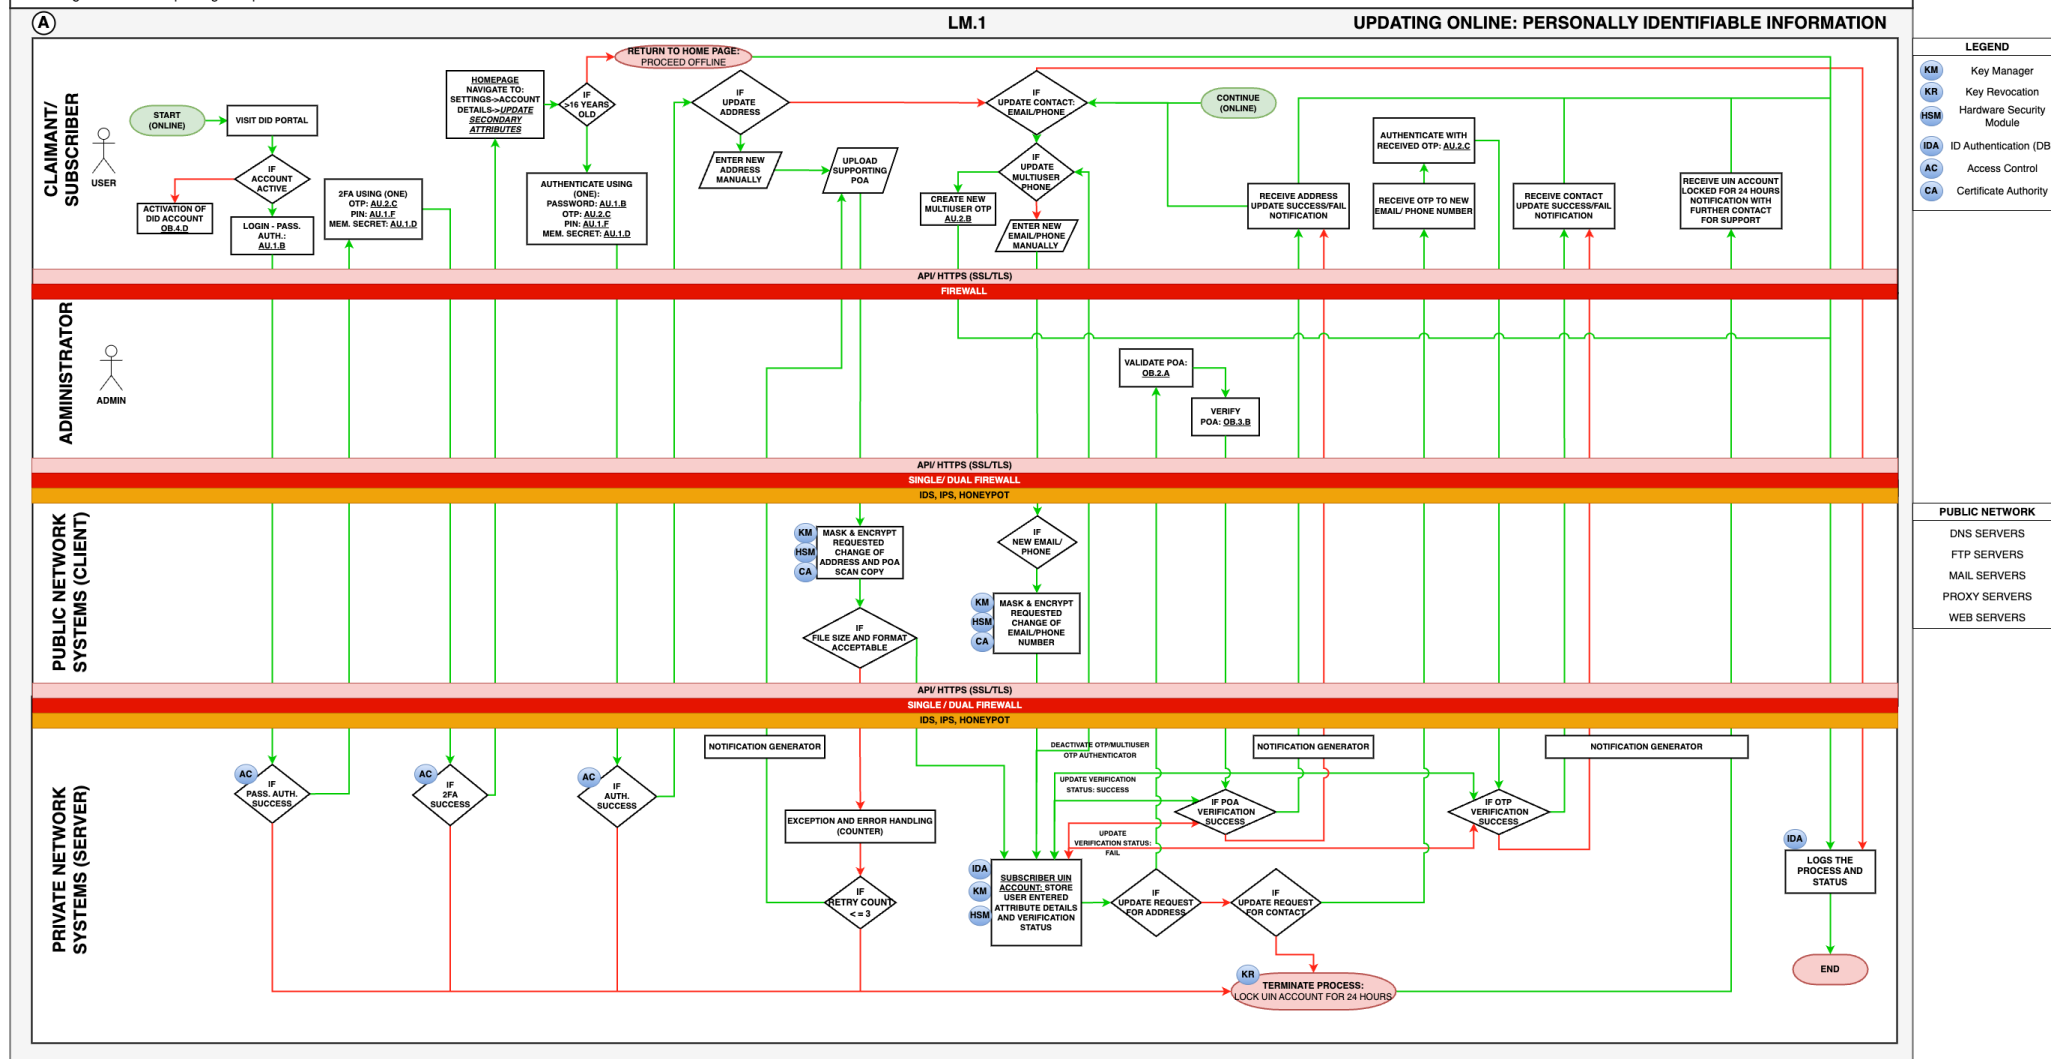 A
LM.1
UPDATING ONLINE: PERSONALLY IDENTIFIABLE INFORMATION
CLAIMANT/
SUBSCRIBER
USER
START
(ONLINE)
VISIT DID PORTAL
IF
ACCOUNT
ACTIVE
ACTIVATION OF
DID ACCOUNT
OB.4.D
LOGIN - PASS.
AUTH.:
AU.1.B
2FA USING (ONE)
OTP: AU.2.C
PIN: AU.1.F
MEM. SECRET: AU.1.D
HOMEPAGE
NAVIGATE TO:
SETTINGS->ACCOUNT
DETAILS->UPDATE
SECONDARY
ATTRIBUTES
IF
>16 YEARS
OLD
RETURN TO HOME PAGE:
PROCEED OFFLINE
AUTHENTICATE USING
(ONE):
PASSWORD: AU.1.B
OTP: AU.2.C
PIN: AU.1.F
MEM. SECRET: AU.1.D
IF
UPDATE
ADDRESS
ENTER NEW
ADDRESS
MANUALLY
UPLOAD
SUPPORTING
POA
IF
UPDATE CONTACT:
EMAIL/PHONE
CONTINUE
(ONLINE)
IF
UPDATE
MULTIUSER
PHONE
CREATE NEW
MULTIUSER OTP
AU.2.B
ENTER NEW
EMAIL/PHONE
MANUALLY
RECEIVE ADDRESS
UPDATE SUCCESS/FAIL
NOTIFICATION
AUTHENTICATE WITH
RECEIVED OTP: AU.2.C
RECEIVE OTP TO NEW
EMAIL/ PHONE NUMBER
RECEIVE CONTACT
UPDATE SUCCESS/FAIL
NOTIFICATION
RECEIVE UIN ACCOUNT
LOCKED FOR 24 HOURS
NOTIFICATION WITH
FURTHER CONTACT
FOR SUPPORT
API/ HTTPS (SSL/TLS)
FIREWALL
ADMINISTRATOR
ADMIN
VALIDATE POA:
OB.2.A
VERIFY
POA: OB.3.B
API/ HTTPS (SSL/TLS)
SINGLE/ DUAL FIREWALL
IDS, IPS, HONEYPOT
PUBLIC NETWORK
SYSTEMS (CLIENT)
KM
HSM
CA
MASK & ENCRYPT
REQUESTED
CHANGE OF
ADDRESS AND POA
SCAN COPY
IF
FILE SIZE AND FORMAT
ACCEPTABLE
IF
NEW EMAIL/
PHONE
KM
HSM
CA
MASK & ENCRYPT
REQUESTED
CHANGE OF
EMAIL/PHONE
NUMBER
API/ HTTPS (SSL/TLS)
SINGLE / DUAL FIREWALL
IDS, IPS, HONEYPOT
PRIVATE NETWORK
SYSTEMS (SERVER)
AC
IF
PASS. AUTH.
SUCCESS
AC
IF
2FA
SUCCESS
AC
IF
AUTH.
SUCCESS
NOTIFICATION GENERATOR
EXCEPTION AND ERROR HANDLING
(COUNTER)
IF
RETRY COUNT
< = 3
DEACTIVATE OTP/MULTIUSER
OTP AUTHENTICATOR
UPDATE VERIFICATION
STATUS: SUCCESS
UPDATE
VERIFICATION STATUS:
FAIL
IDA
KM
HSM
SUBSCRIBER UIN
ACCOUNT: STORE
USER ENTERED
ATTRIBUTE DETAILS
AND VERIFICATION
STATUS
IF
UPDATE REQUEST
FOR ADDRESS
IF
UPDATE REQUEST
FOR CONTACT
NOTIFICATION GENERATOR
IF POA
VERIFICATION
SUCCESS
NOTIFICATION GENERATOR
IF OTP
VERIFICATION
SUCCESS
KR
TERMINATE PROCESS:
LOCK UIN ACCOUNT FOR 24 HOURS
IDA
LOGS THE
PROCESS AND
STATUS
END
LEGEND
KM Key Manager
KR Key Revocation
HSM Hardware Security
Module
IDA ID Authentication (DB
AC Access Control
CA Certificate Authority
PUBLIC NETWORK
DNS SERVERS
FTP SERVERS
MAIL SERVERS
PROXY SERVERS
WEB SERVERS